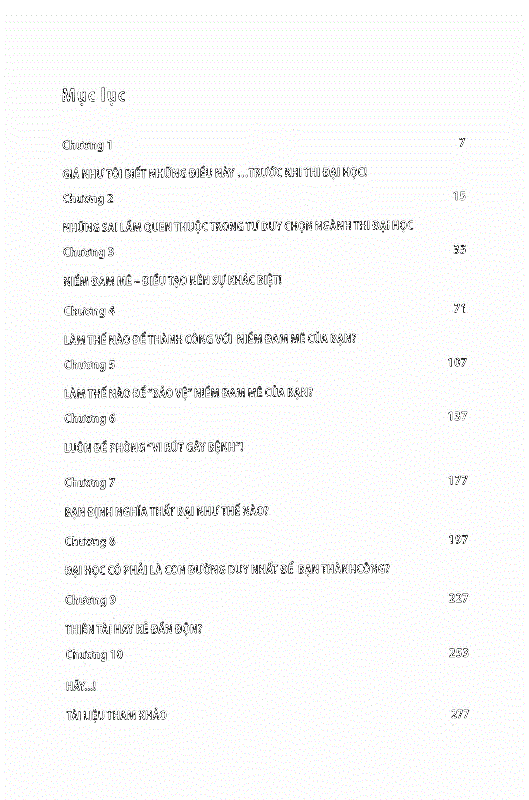 Mục lục
Chương 1 7
GIÁ NHƯ TÔI BIẾT NHỮNG ĐIỀU NÀY ...TRƯỚC KHI THI ĐẠI HỌC!
Chương 2 15
NHỮNG SAI LẦM QUEN THUỘC TRONG TƯ DUY CHỌN NGÀNH THI ĐẠI HỌC
Chương 3 33
NIỀM ĐAM MÊ – ĐIỀU TẠO NÊN SỰ KHÁC BIỆT!
Chương 4 71
LÀM THẾ NÀO ĐỂ THÀNH CÔNG VỚI NIỀM ĐAM MÊ CỦA BẠN?
Chương 5 107
LÀM THẾ NÀO ĐỂ "BẢO VỆ" NIỀM ĐAM MÊ CỦA BẠN?
Chương 6 137
LUÔN ĐỀ PHÒNG "VI RÚT GÂY BỆNH"!
Chương 7 177
BẠN ĐỊNH NGHĨA THẤT BẠI NHƯ THẾ NÀO?
Chương 8 197
ĐẠI HỌC CÓ PHẢI LÀ CON ĐƯỜNG DUY NHẤT ĐỂ BẠN THÀNHCÔNG?
Chương 9 227
THIÊN TÀI HAY KẺ ĐẦN ĐỘN?
Chương 10 253
HÃY...!
TÀI LIỆU THAM KHẢO 277